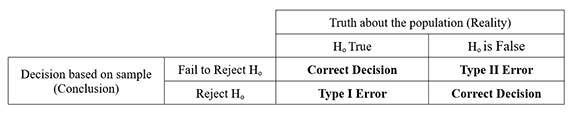 Truth about the population (Reality)
Hₒ True
Hₒ is False
Decision based on sample
(Conclusion)
Fail to Reject Hₒ
Correct Decision
Type II Error
Reject Hₒ
Type I Error
Correct Decision